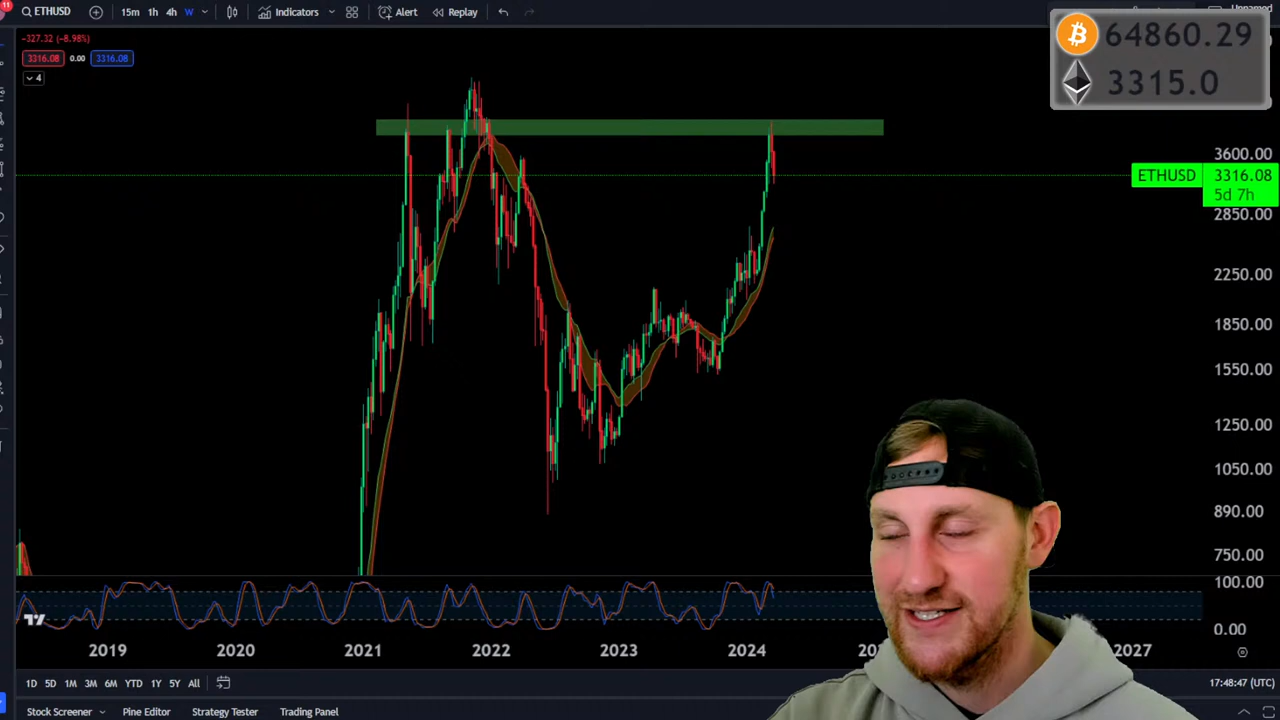 11
ETHUSD
15m 1h 4h W
Indicators
Alert
Replay
−327.32 (−8.98%)
3316.08 0.00 3316.08
4
64860.29
3315.0
3600.00
ETHUSD 3316.08
5d 7h
2850.00
2250.00
1850.00
1550.00
1250.00
1050.00
890.00
750.00
100.00
0.00
2019 2020 2021 2022 2023 2024 2027
1D 5D 1M 3M 6M YTD 1Y 5Y All
17:48:47 (UTC)
Stock Screener Pine Editor Strategy Tester Trading Panel